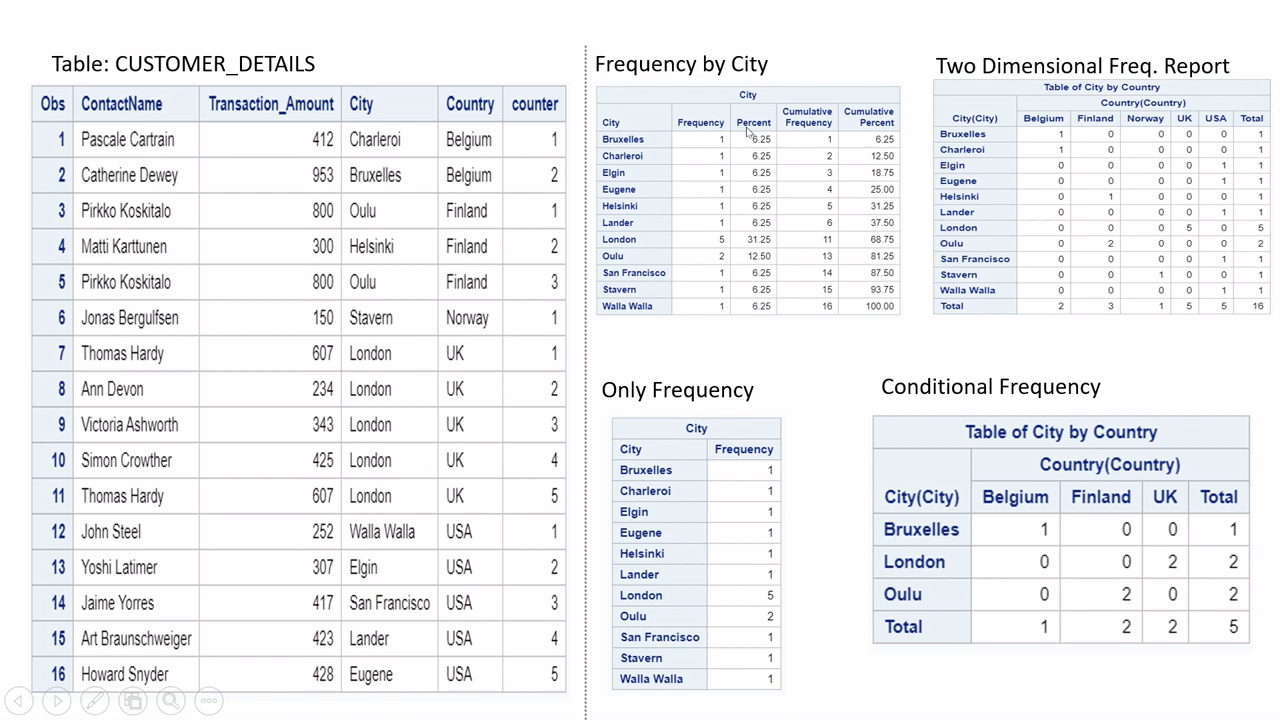 Table: CUSTOMER_DETAILS
Obs ContactName Transaction_Amount City Country counter
1 Pascale Cartrain 412 Charleroi Belgium 1
2 Catherine Dewey 953 Bruxelles Belgium 2
3 Pirkko Koskitalo 800 Oulu Finland 1
4 Matti Karttunen 300 Helsinki Finland 2
5 Pirkko Koskitalo 800 Oulu Finland 3
6 Jonas Bergulfsen 150 Stavern Norway 1
7 Thomas Hardy 607 London UK 1
8 Ann Devon 234 London UK 2
9 Victoria Ashworth 343 London UK 3
10 Simon Crowther 425 London UK 4
11 Thomas Hardy 607 London UK 5
12 John Steel 252 Walla Walla USA 1
13 Yoshi Latimer 307 Elgin USA 2
14 Jaime Yorres 417 San Francisco USA 3
15 Art Braunschweiger 423 Lander USA 4
16 Howard Snyder 428 Eugene USA 5
Frequency by City
City
City Frequency Percent Cumulative Frequency Cumulative Percent
Bruxelles 1 6.25 1 6.25
Charleroi 1 6.25 2 12.50
Elgin 1 6.25 3 18.75
Eugene 1 6.25 4 25.00
Helsinki 1 6.25 5 31.25
Lander 1 6.25 6 37.50
London 5 31.25 11 68.75
Oulu 2 12.50 13 81.25
San Francisco 1 6.25 14 87.50
Stavern 1 6.25 15 93.75
Walla Walla 1 6.25 16 100.00
Two Dimensional Freq. Report
Table of City by Country
Country(Country)
City(City) Belgium Finland Norway UK USA Total
Bruxelles 1 0 0 0 0 1
Charleroi 1 0 0 0 0 1
Elgin 0 0 0 0 1 1
Eugene 0 0 0 0 1 1
Helsinki 0 1 0 0 0 1
Lander 0 0 0 0 1 1
London 0 0 0 5 0 5
Oulu 0 2 0 0 0 2
San Francisco 0 0 0 0 1 1
Stavern 0 0 1 0 0 1
Walla Walla 0 0 0 0 1 1
Total 2 3 1 5 5 16
Only Frequency
City
City Frequency
Bruxelles 1
Charleroi 1
Elgin 1
Eugene 1
Helsinki 1
Lander 1
London 5
Oulu 2
San Francisco 1
Stavern 1
Walla Walla 1
Conditional Frequency
Table of City by Country
Country(Country)
City(City) Belgium Finland UK Total
Bruxelles 1 0 0 1
London 0 0 2 2
Oulu 0 2 0 2
Total 1 2 2 5